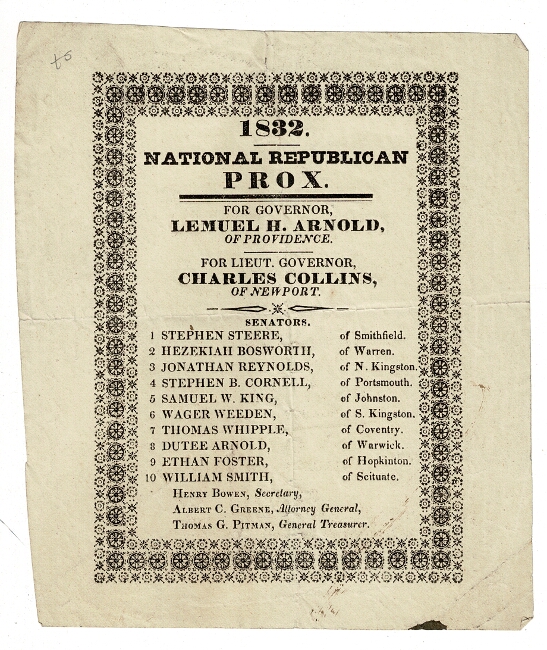 1832.
NATIONAL REPUBLICAN
PROX.
FOR GOVERNOR,
LEMUEL H. ARNOLD,
OF PROVIDENCE.
FOR LIEUT. GOVERNOR,
CHARLES COLLINS,
OF NEWPORT.
SENATORS.
1 STEPHEN STEERE, of Smithfield.
2 HEZEKIAH BOSWORTH, of Warren.
3 JONATHAN REYNOLDS, of N. Kingston.
4 STEPHEN B. CORNELL, of Portsmouth.
5 SAMUEL W. KING, of Johnston.
6 WAGER WEEDEN, of S. Kingston.
7 THOMAS WHIPPLE, of Coventry.
8 DUTEE ARNOLD, of Warwick.
9 ETHAN FOSTER, of Hopkinton.
10 WILLIAM SMITH, of Scituate.
HENRY BOWEN, Secretary,
ALBERT C. GREENE, Attorney General,
THOMAS G. PITMAN, General Treasurer.